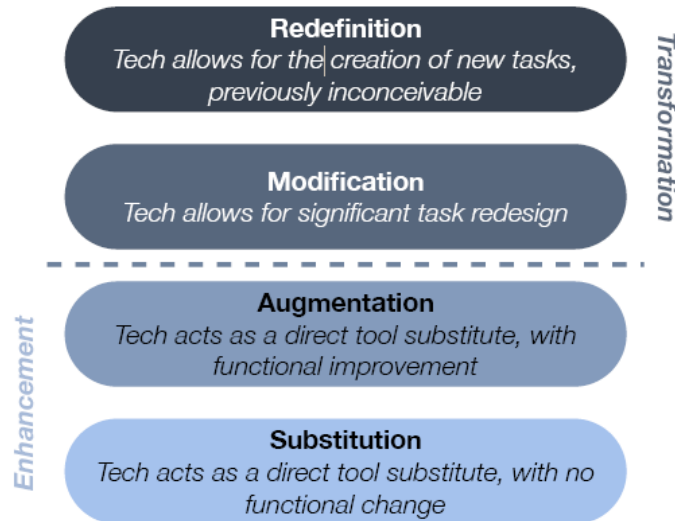 Redefinition
Tech allows for the creation of new tasks,
previously inconceivable
Transformation
Modification
Tech allows for significant task redesign
Augmentation
Tech acts as a direct tool substitute, with
functional improvement
Enhancement
Substitution
Tech acts as a direct tool substitute, with no
functional change